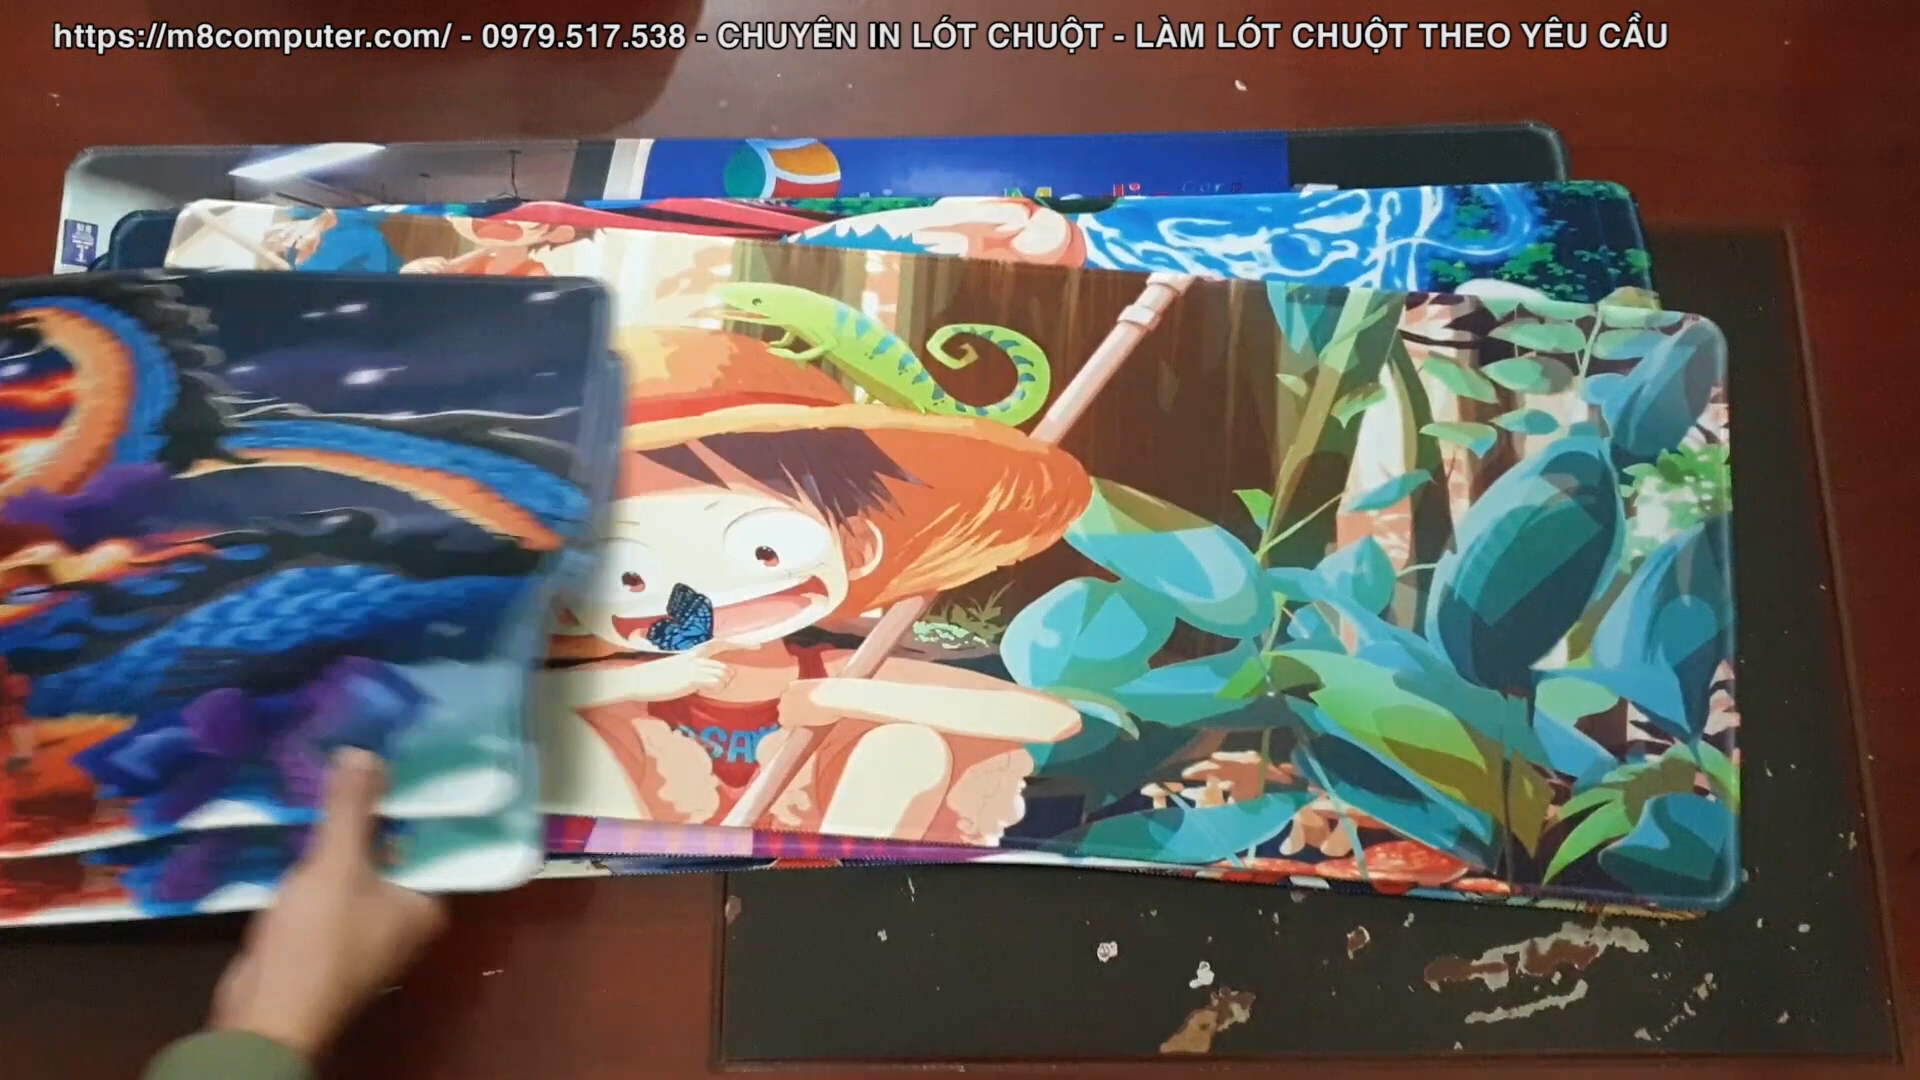 https://m8computer.com/ - 0979.517.538 - CHUYÊN IN LÓT CHUỘT - LÀM LÓT CHUỘT THEO YÊU CẦU